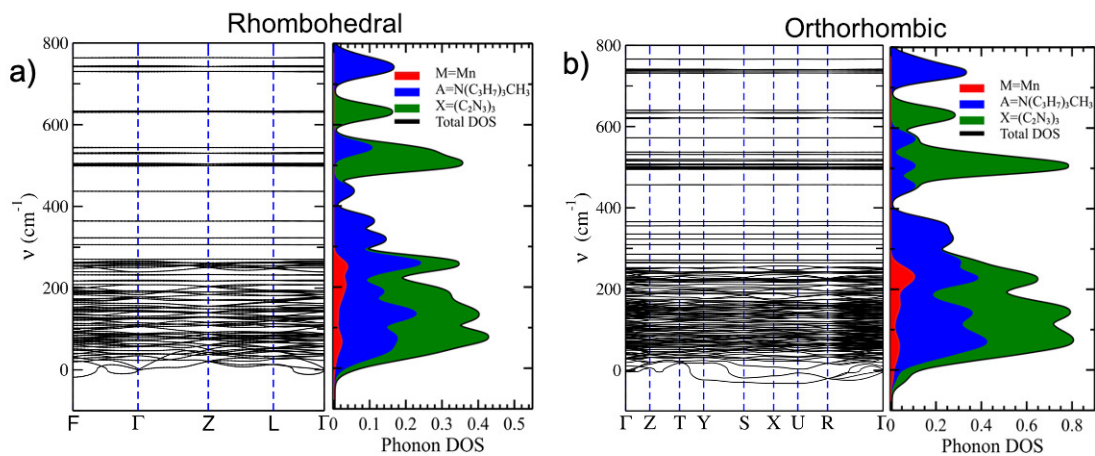 Rhombohedral
a)
800
600
400
200
0
ν (cm⁻¹)
M=Mn
A=N(C₃H₇)₃CH₃
X=(C₂N₃)₃
Total DOS
F Γ Z L Γ
0 0.1 0.2 0.3 0.4 0.5
Phonon DOS
Orthorhombic
b)
800
600
400
200
0
ν (cm⁻¹)
M=Mn
A=N(C₃H₇)₃CH₃
X=(C₂N₃)₃
Total DOS
Γ Z T Y S X U R Γ
0 0.2 0.4 0.6 0.8
Phonon DOS